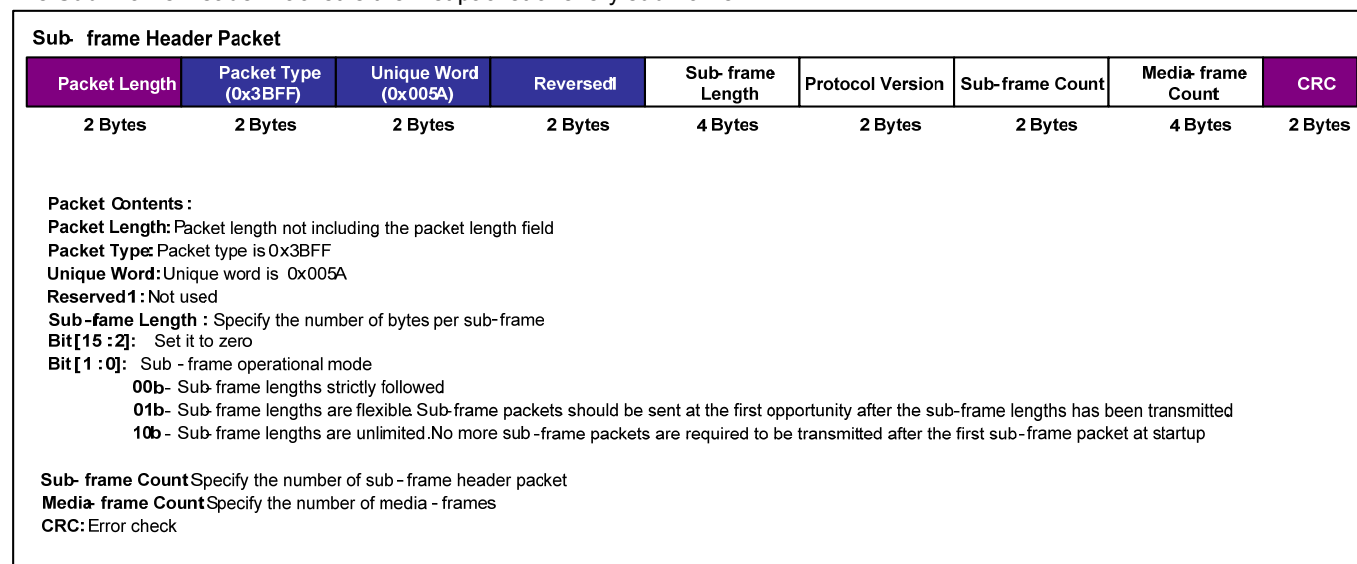 Sub- frame Header Packet
Packet Length
Packet Type (0x3BFF)
Unique Word (0x005A)
Reversed1
Sub- frame Length
Protocol Version
Sub-frame Count
Media- frame Count
CRC
2 Bytes
2 Bytes
2 Bytes
2 Bytes
4 Bytes
2 Bytes
2 Bytes
4 Bytes
2 Bytes
Packet Contents :
Packet Length: Packet length not including the packet length field
Packet Type: Packet type is 0x3BFF
Unique Word: Unique word is 0x005A
Reserved1 : Not used
Sub-fame Length : Specify the number of bytes per sub-frame
Bit[15 : 2]: Set it to zero
Bit[1 : 0]: Sub - frame operational mode
00b- Sub- frame lengths strictly followed
01b- Sub-frame lengths are flexible. Sub-frame packets should be sent at the first opportunity after the sub-frame lengths has been transmitted
10b - Sub-frame lengths are unlimited. No more sub -frame packets are required to be transmitted after the first sub-frame packet at startup
Sub- frame Count Specify the number of sub - frame header packet
Media- frame Count Specify the number of media - frames
CRC: Error check